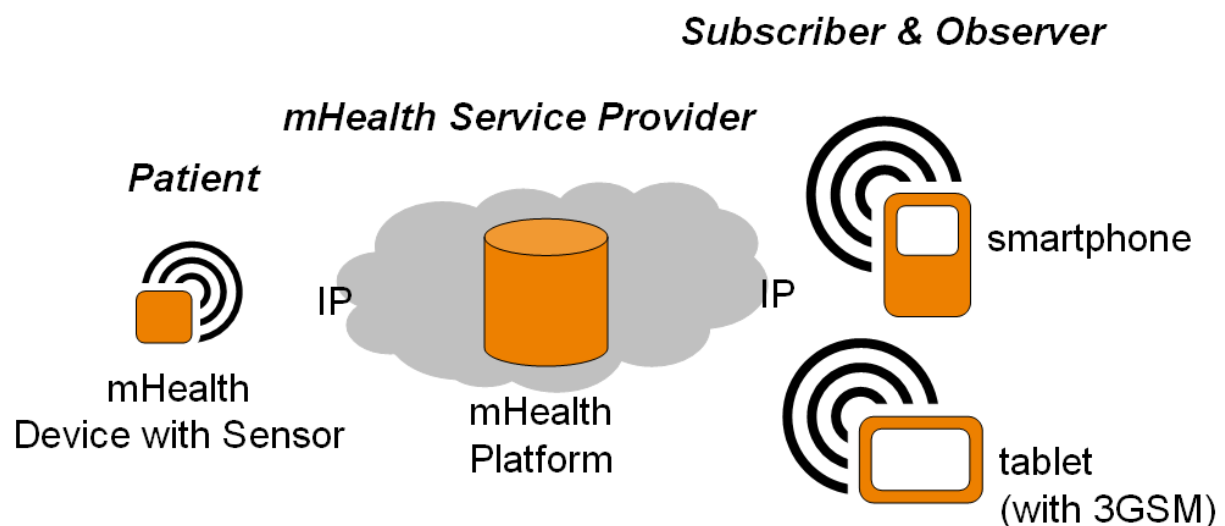 Subscriber & Observer
mHealth Service Provider
Patient
smartphone
IP
IP
mHealth
Device with Sensor
mHealth
Platform
tablet
(with 3GSM)